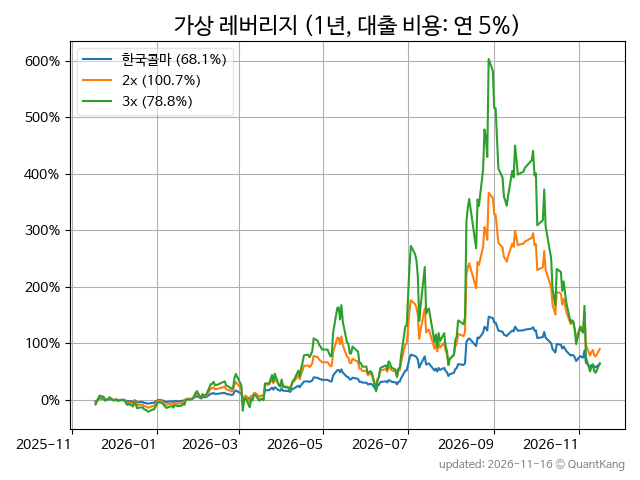 가상 레버리지 (1년, 대출 비용: 연 5%)
한국콜마 (68.1%)
2x (100.7%)
3x (78.8%)
600%
500%
400%
300%
200%
100%
0%
2025-11
2026-01
2026-03
2026-05
2026-07
2026-09
2026-11
updated: 2026-11-16 © QuantKang